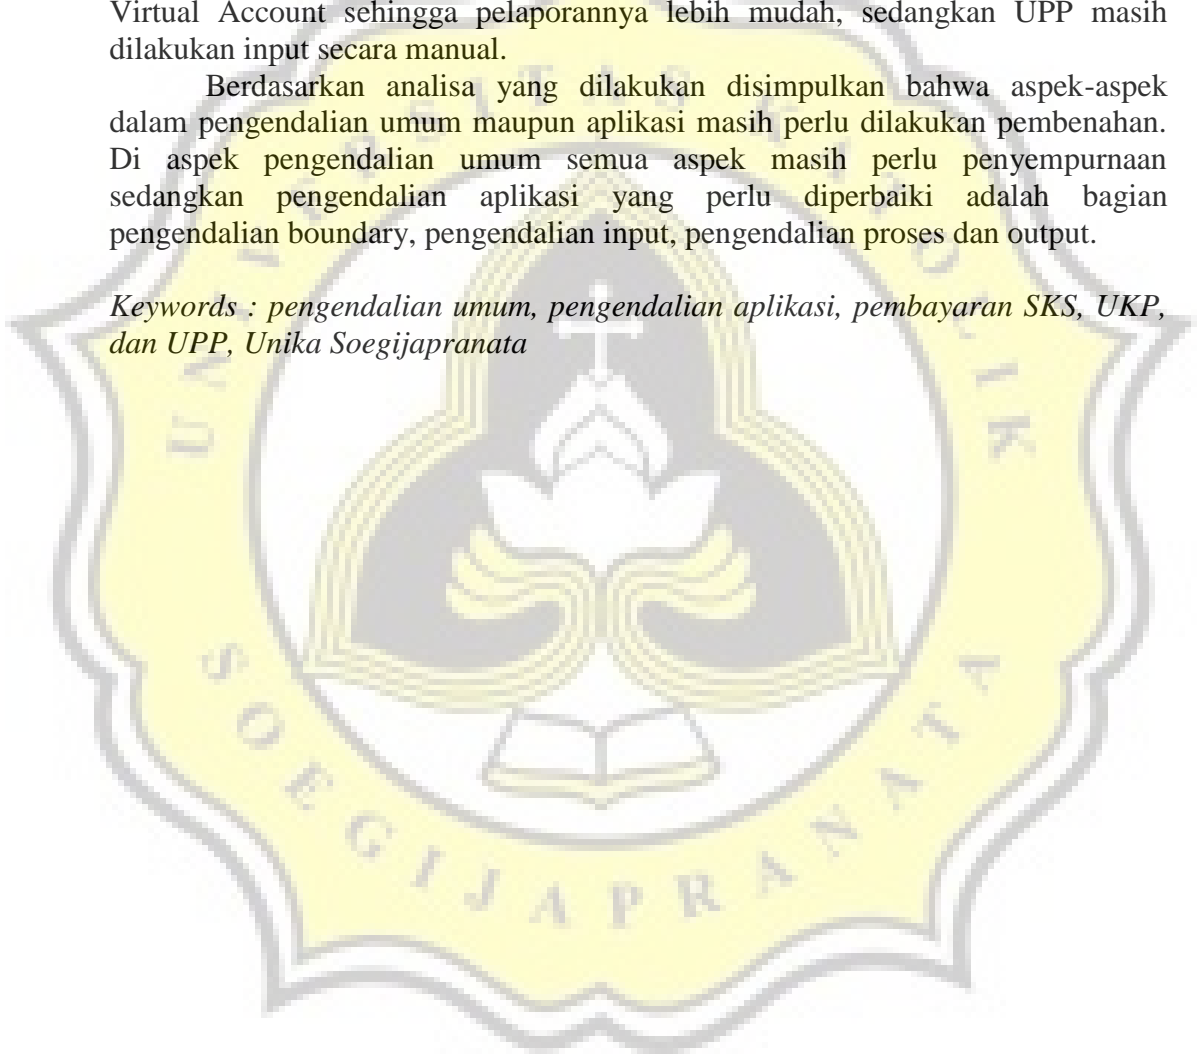 Virtual Account sehingga pelaporannya lebih mudah, sedangkan UPP masih
dilakukan input secara manual.
Berdasarkan analisa yang dilakukan disimpulkan bahwa aspek-aspek
dalam pengendalian umum maupun aplikasi masih perlu dilakukan pembenahan.
Di aspek pengendalian umum semua aspek masih perlu penyempurnaan
sedangkan pengendalian aplikasi yang perlu diperbaiki adalah bagian
pengendalian boundary, pengendalian input, pengendalian proses dan output.
Keywords : pengendalian umum, pengendalian aplikasi, pembayaran SKS, UKP,
dan UPP, Unika Soegijapranata
UNIVERSITAS KATOLIK
SOEGIJAPRANATA